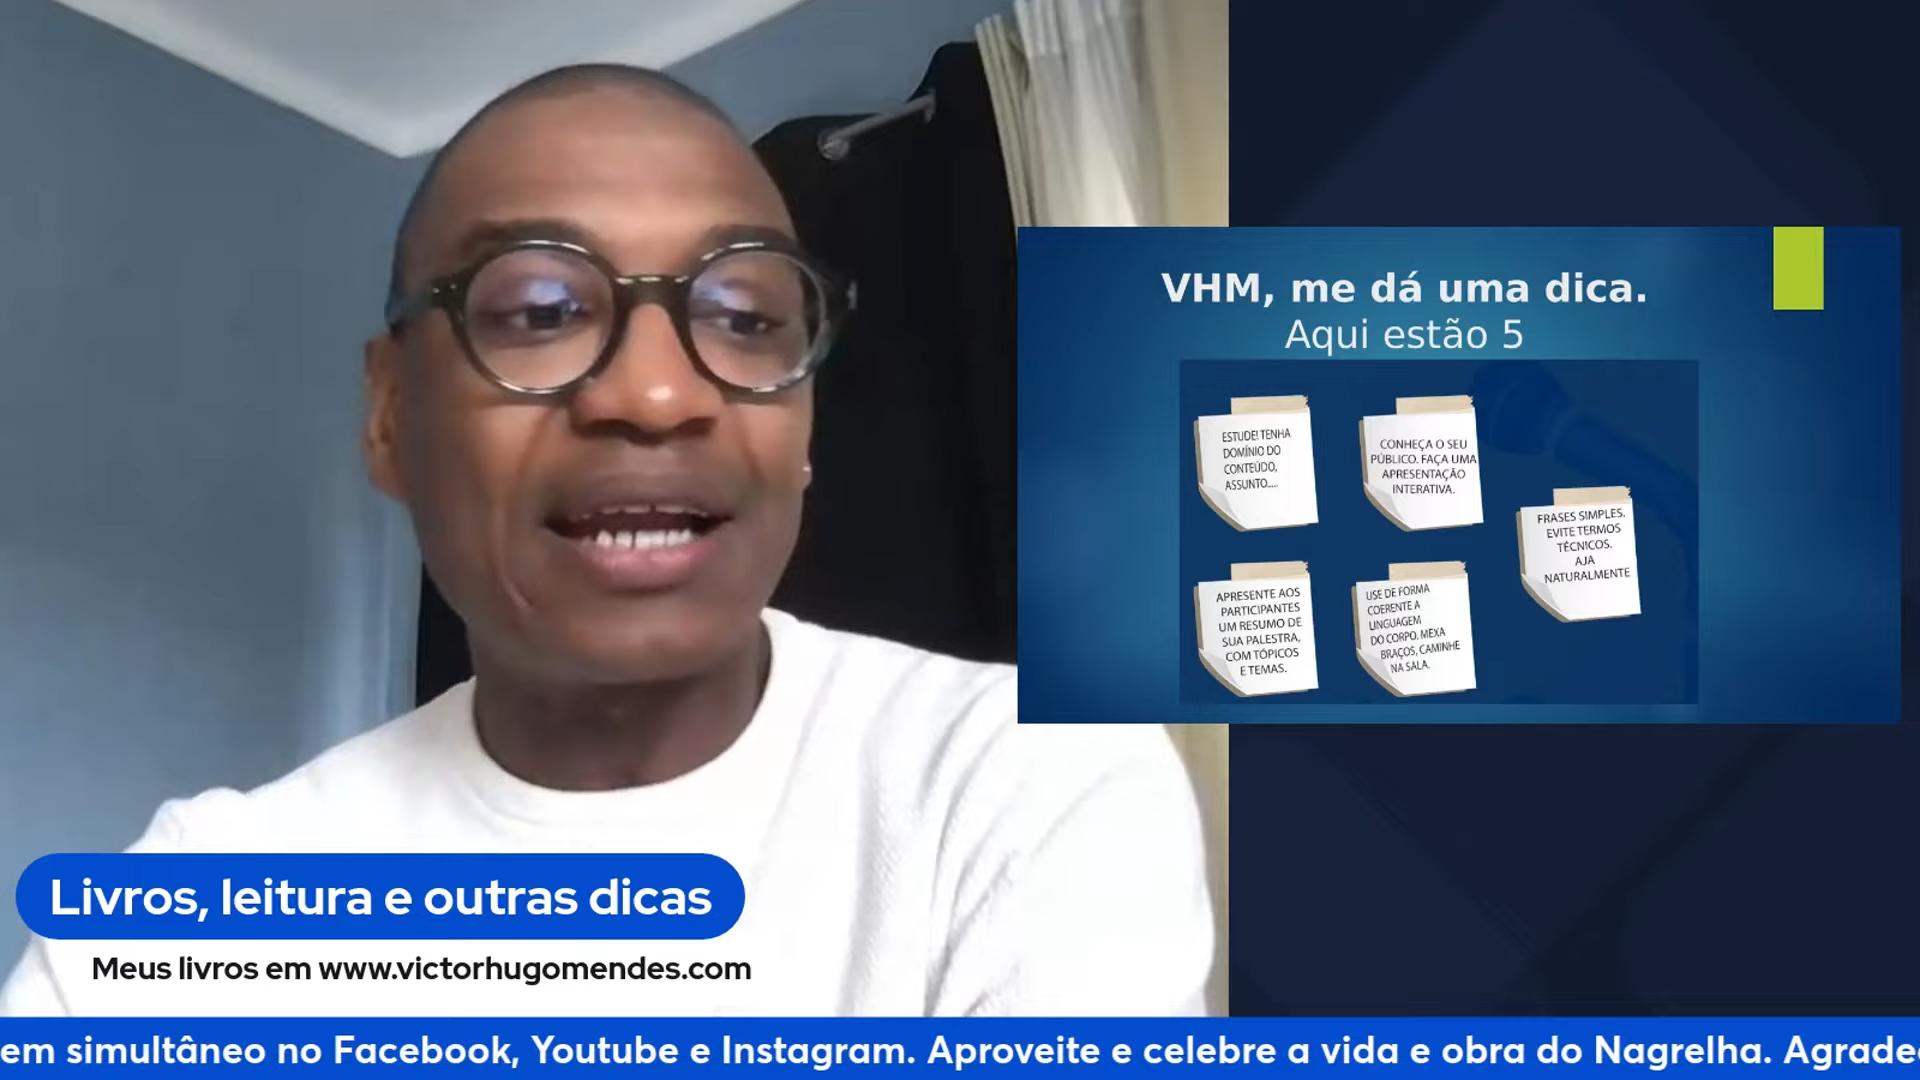 VHM, me dá uma dica.
Aqui estão 5
ESTUDE! TENHA
DOMÍNIO DO
CONTEÚDO,
ASSUNTO....
CONHEÇA O SEU
PÚBLICO. FAÇA UMA
APRESENTAÇÃO
INTERATIVA.
FRASES SIMPLES.
EVITE TERMOS
TÉCNICOS.
AJA
NATURALMENTE
APRESENTE AOS
PARTICIPANTES
UM RESUMO DE
SUA PALESTRA,
COM TÓPICOS
E TEMAS.
USE DE FORMA
COERENTE A
LINGUAGEM
DO CORPO. MEXA
BRAÇOS, CAMINHE
NA SALA.
Livros, leitura e outras dicas
Meus livros em www.victorhugomendes.com
em simultâneo no Facebook, Youtube e Instagram. Aproveite e celebre a vida e obra do Nagrelha.